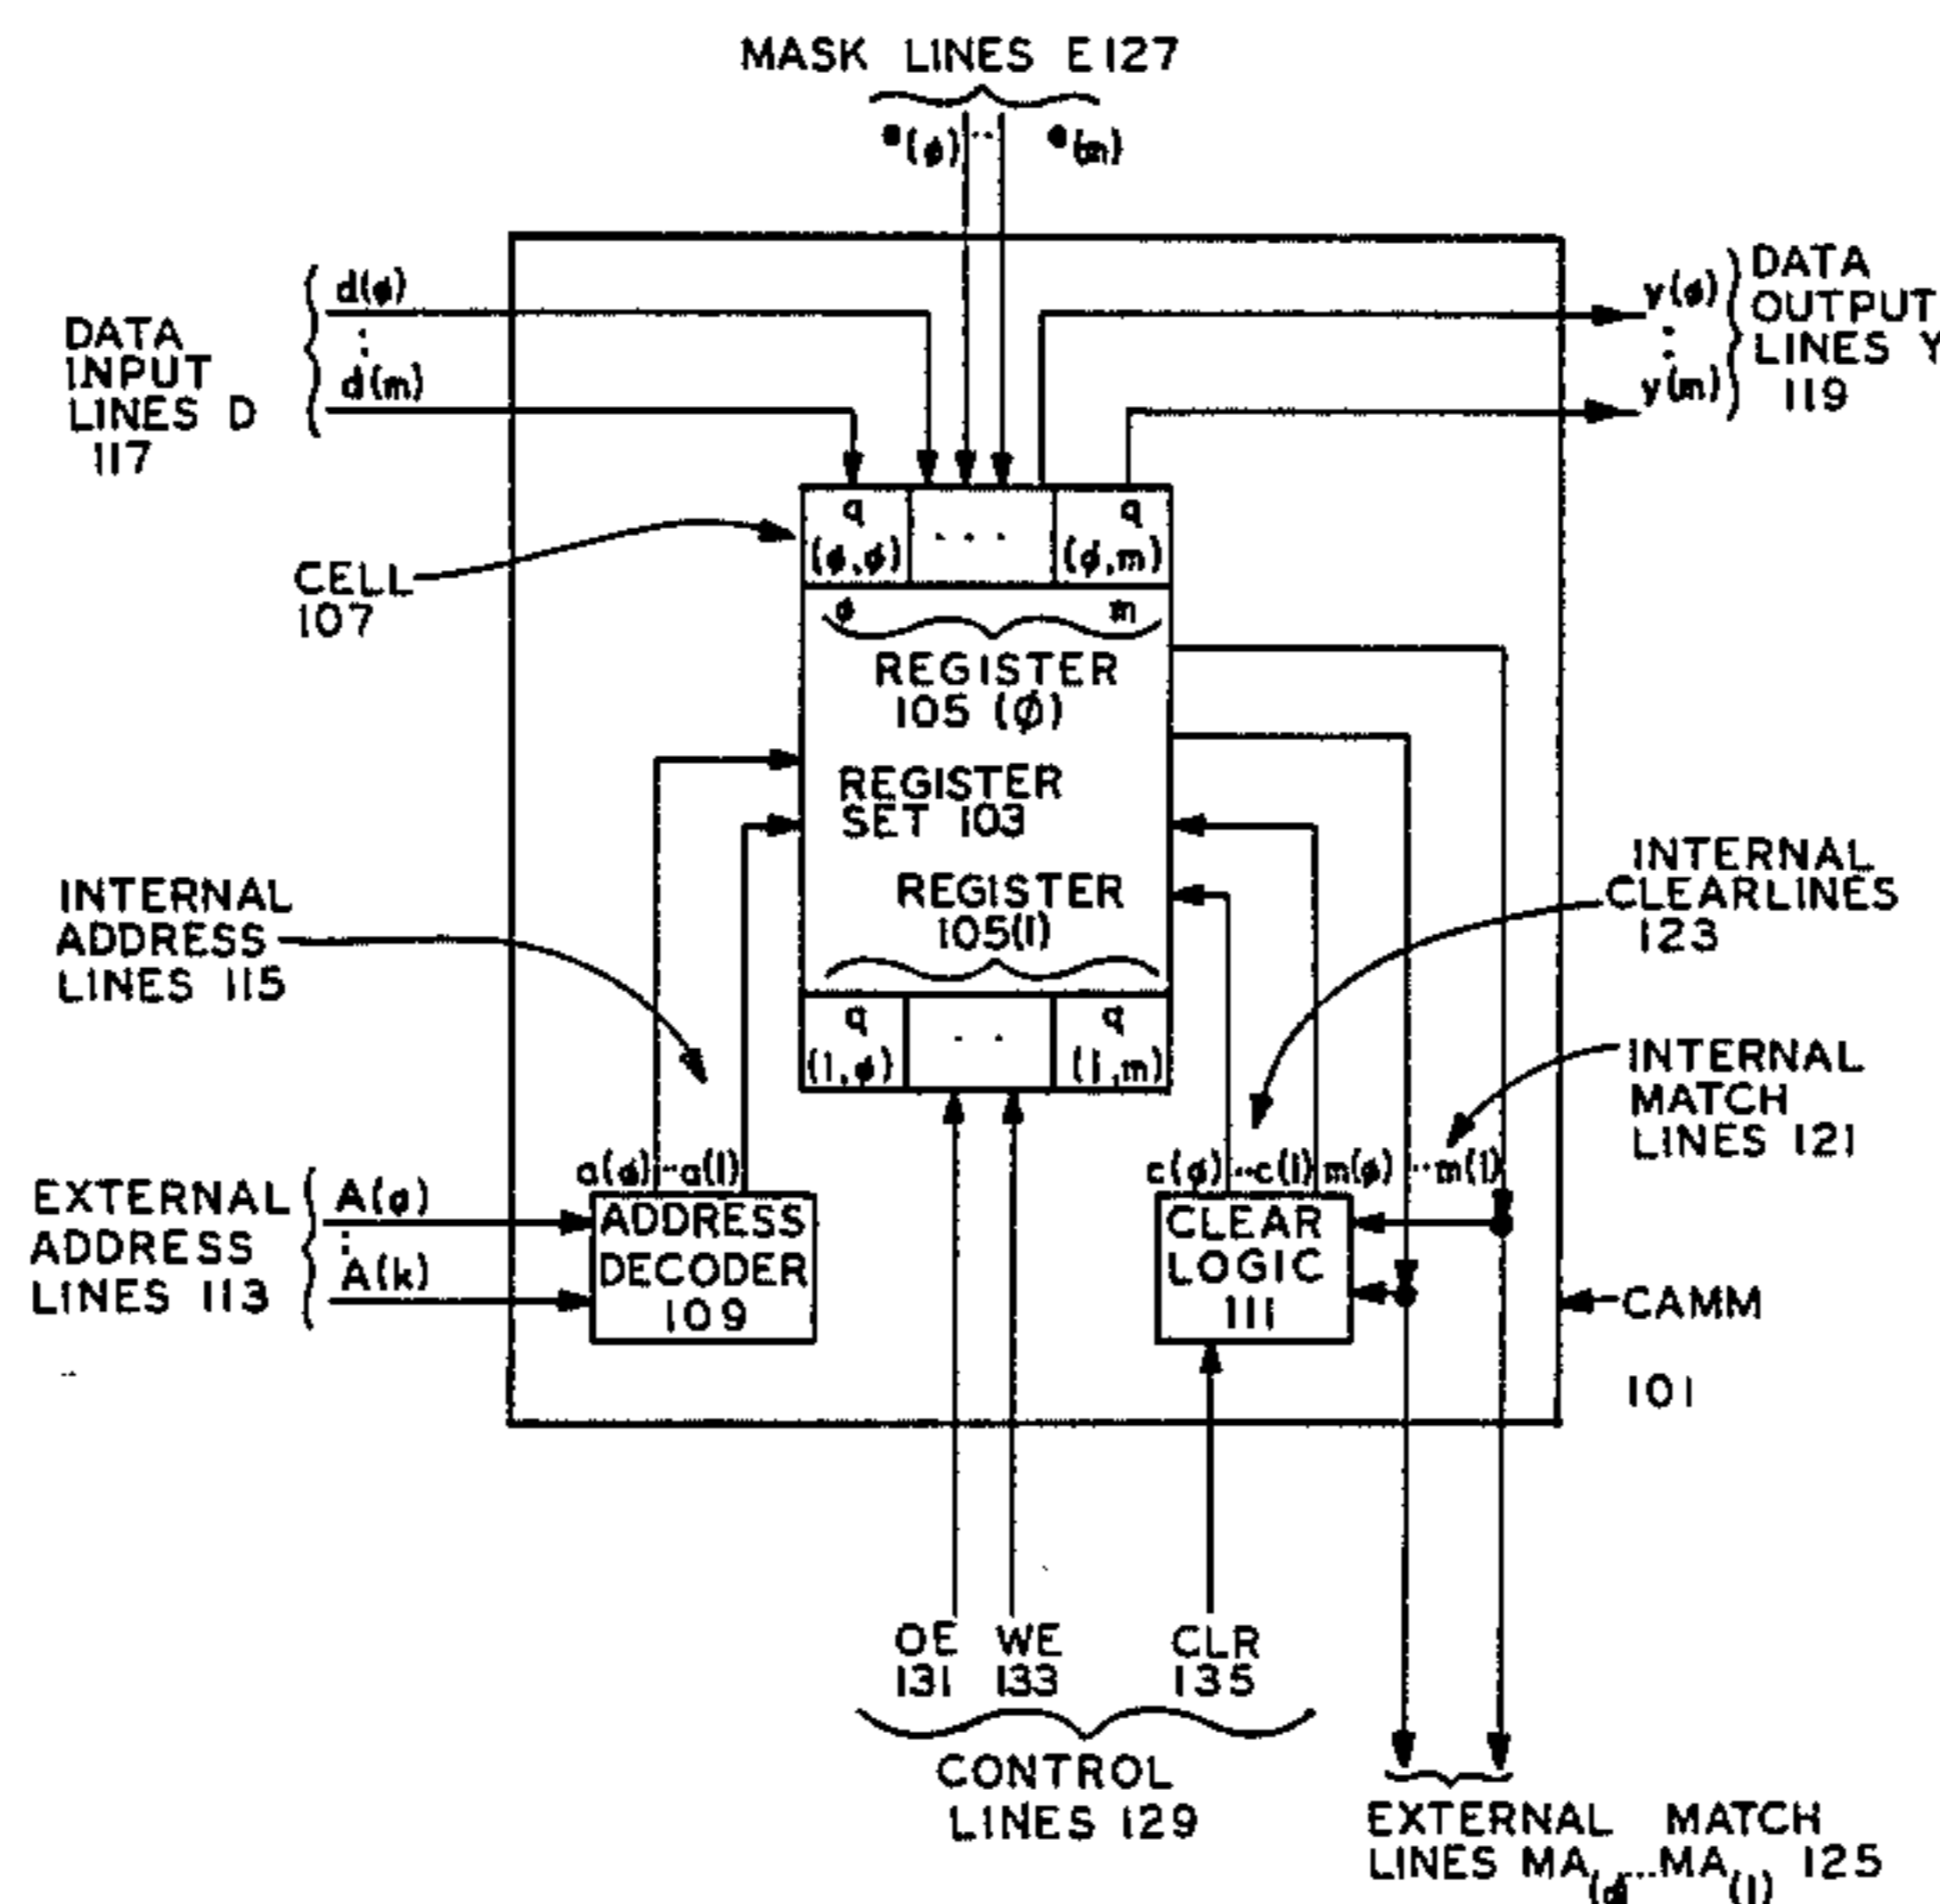 MASK LINES E127
e(ϕ) ·· e(m)
DATA
INPUT
LINES D
117
d(ϕ)
:
d(m)
y(ϕ)
:
y(m)
DATA
OUTPUT
LINES Y
119
CELL
107
q
(ϕ,ϕ)
...
q
(ϕ,m)
ϕ
m
REGISTER
105 (ϕ)
REGISTER
SET 103
REGISTER
105(l)
q
(l,ϕ)
··
q
(l,m)
INTERNAL
ADDRESS
LINES 115
INTERNAL
CLEARLINES
123
INTERNAL
MATCH
LINES 121
a(ϕ)··a(l)
c(ϕ)··c(l) m(ϕ)··m(l)
EXTERNAL
ADDRESS
LINES 113
A(ϕ)
:
A(k)
ADDRESS
DECODER
109
CLEAR
LOGIC
111
CAMM
101
OE
131
WE
133
CLR
135
CONTROL
LINES 129
EXTERNAL MATCH
LINES MA(ϕ)...MA(l) 125